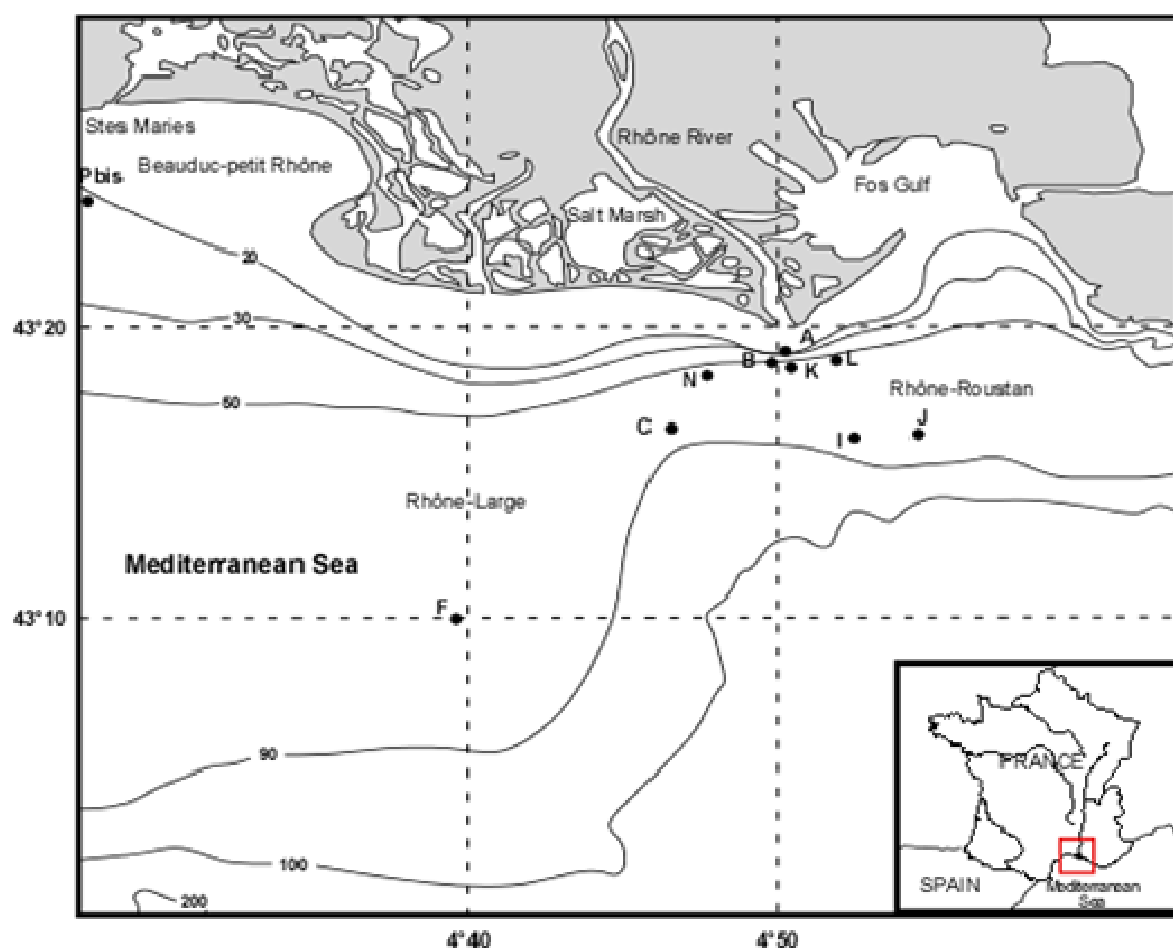 Stes Maries
Rhône River
Beauduc-petit Rhône
Pbis
Fos Gulf
Salt Marsh
20
30
43°20
A
B
L
K
N
Rhône-Roustan
50
C
J
I
Rhône-Large
Mediterranean Sea
F
43°10
90
FRANCE
100
SPAIN
Mediterranean
Sea
200
4°40
4°50